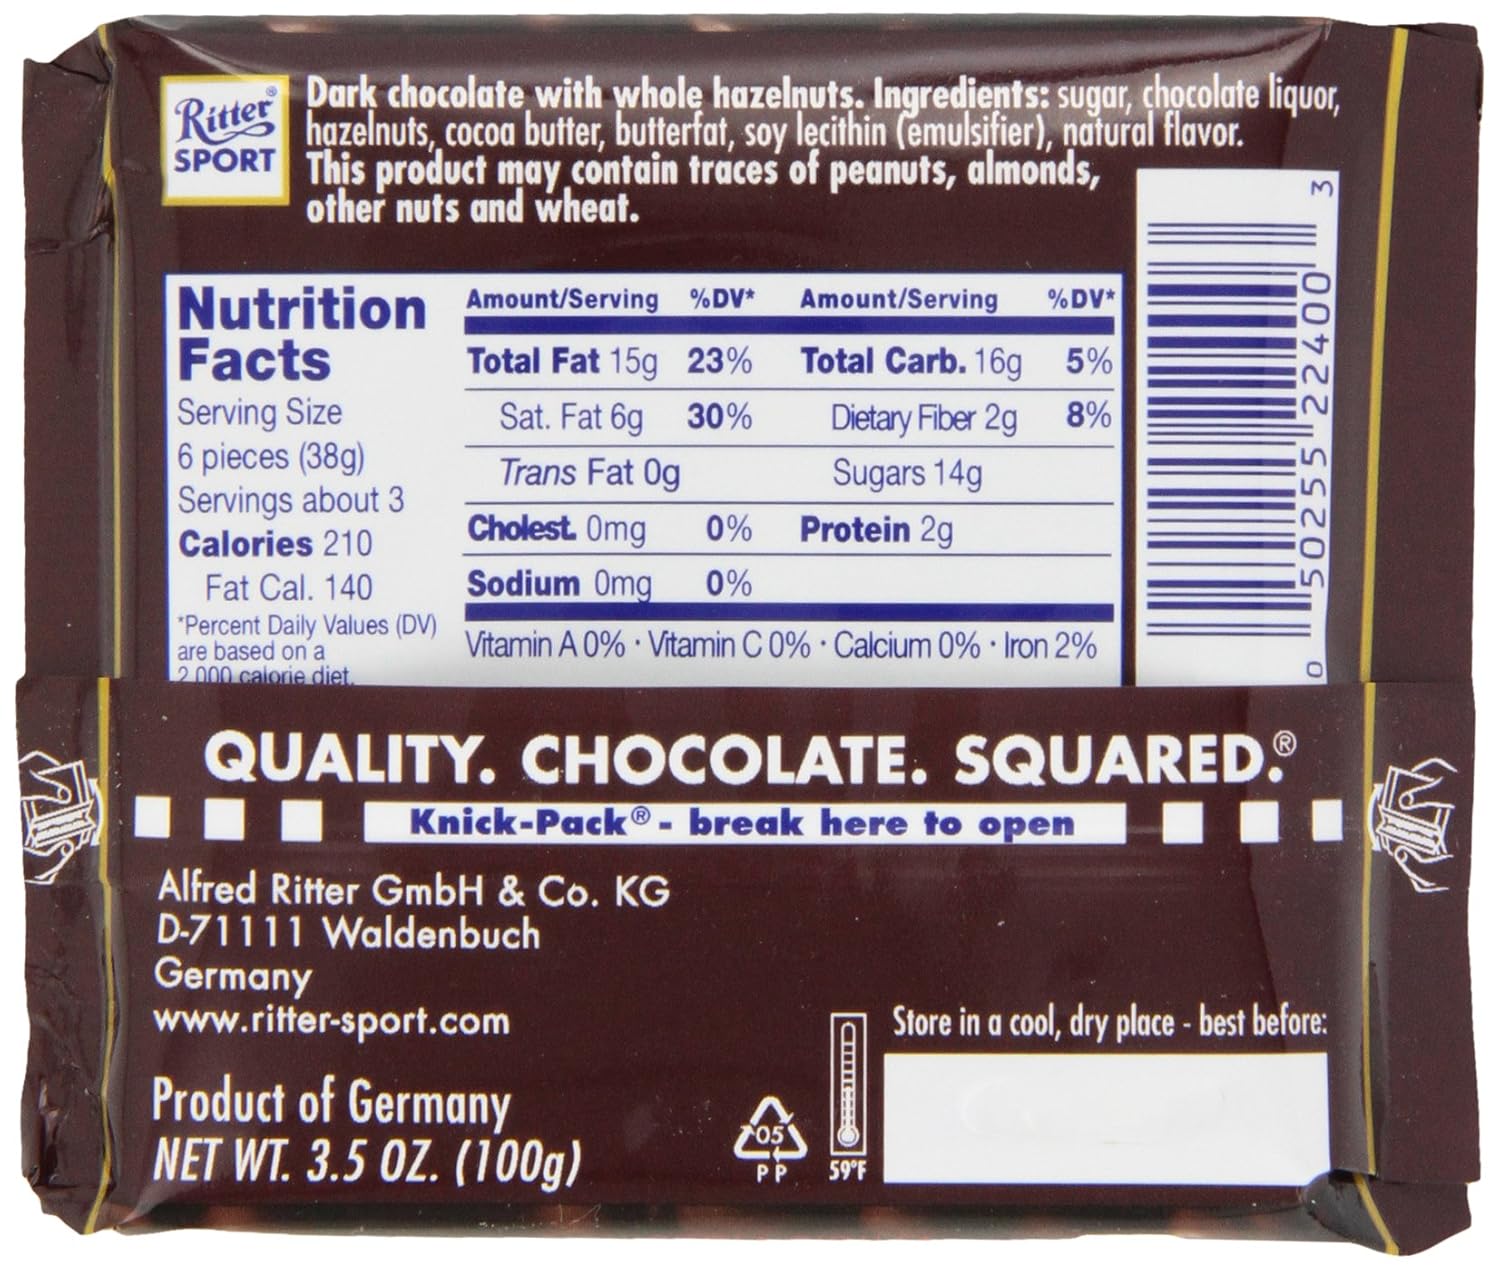 Ritter®
SPORT
Dark chocolate with whole hazelnuts. Ingredients: sugar, chocolate liquor,
hazelnuts, cocoa butter, butterfat, soy lecithin (emulsifier), natural flavor.
This product may contain traces of peanuts, almonds,
other nuts and wheat.
Nutrition
Facts
Serving Size
6 pieces (38g)
Servings about 3
Calories 210
Fat Cal. 140
*Percent Daily Values (DV)
are based on a
2,000 calorie diet.
Amount/Serving %DV* Amount/Serving %DV*
Total Fat 15g 23% Total Carb. 16g 5%
Sat. Fat 6g 30% Dietary Fiber 2g 8%
Trans Fat 0g Sugars 14g
Cholest. 0mg 0% Protein 2g
Sodium 0mg 0%
Vitamin A 0% · Vitamin C 0% · Calcium 0% · Iron 2%
0 50255 22400 3
QUALITY. CHOCOLATE. SQUARED.®
Knick-Pack® - break here to open
Alfred Ritter GmbH & Co. KG
D-71111 Waldenbuch
Germany
www.ritter-sport.com
Product of Germany
NET WT. 3.5 OZ. (100g)
05
PP
59°F
Store in a cool, dry place - best before: